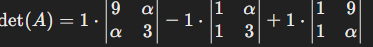 det(A) = 1 · |9 α; α 3| − 1 · |1 α; 1 3| + 1 · |1 9; 1 α|